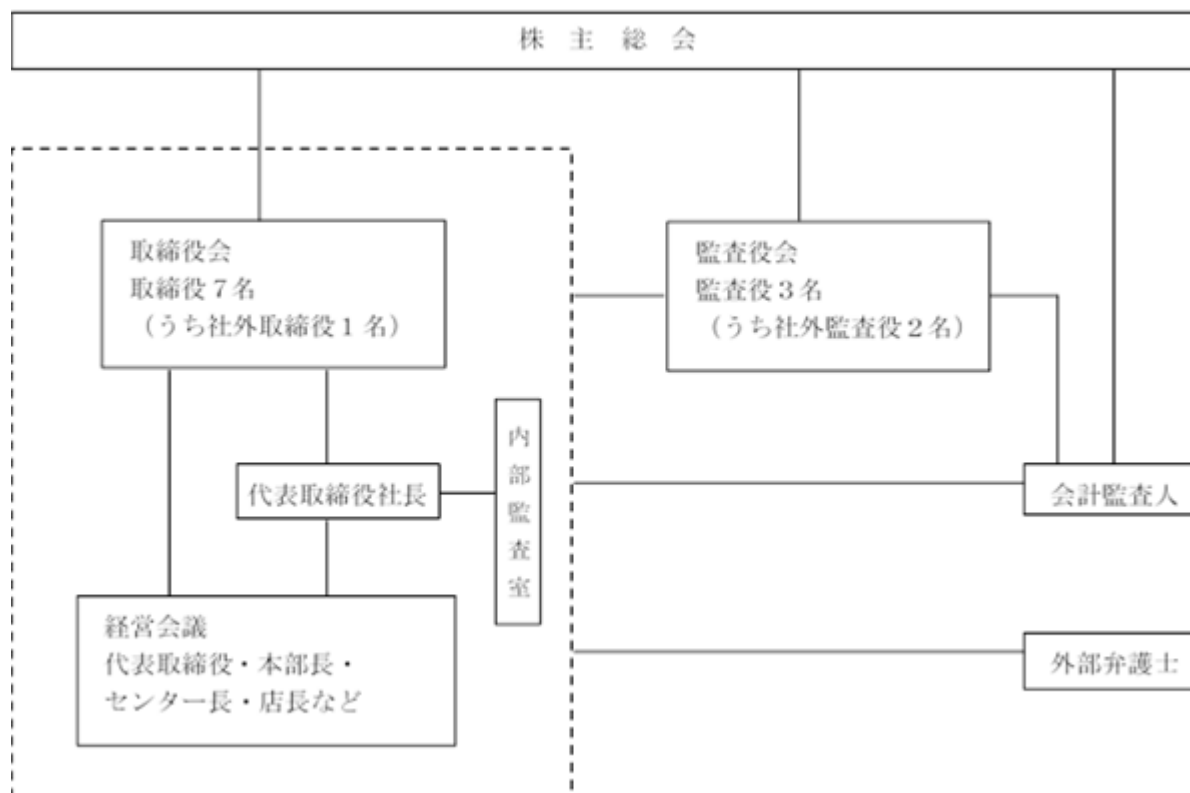 株主総会
取締役会
取締役７名
（うち社外取締役１名）
監査役会
監査役３名
（うち社外監査役２名）
内部監査室
代表取締役社長
会計監査人
経営会議
代表取締役・本部長・
センター長・店長など
外部弁護士